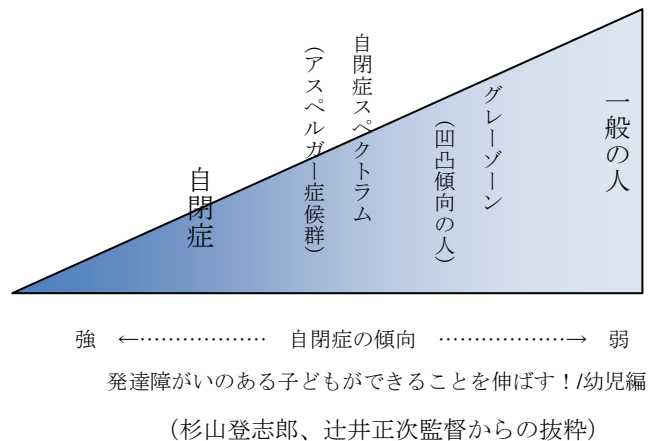 自閉症
自閉症スペクトラム
(アスペルガー症候群)
グレーゾーン
(凹凸傾向の人)
一般の人
強 ←……………… 自閉症の傾向 ………………→ 弱
発達障がいのある子どもができることを伸ばす！/幼児編
（杉山登志郎、辻井正次監督からの抜粋）